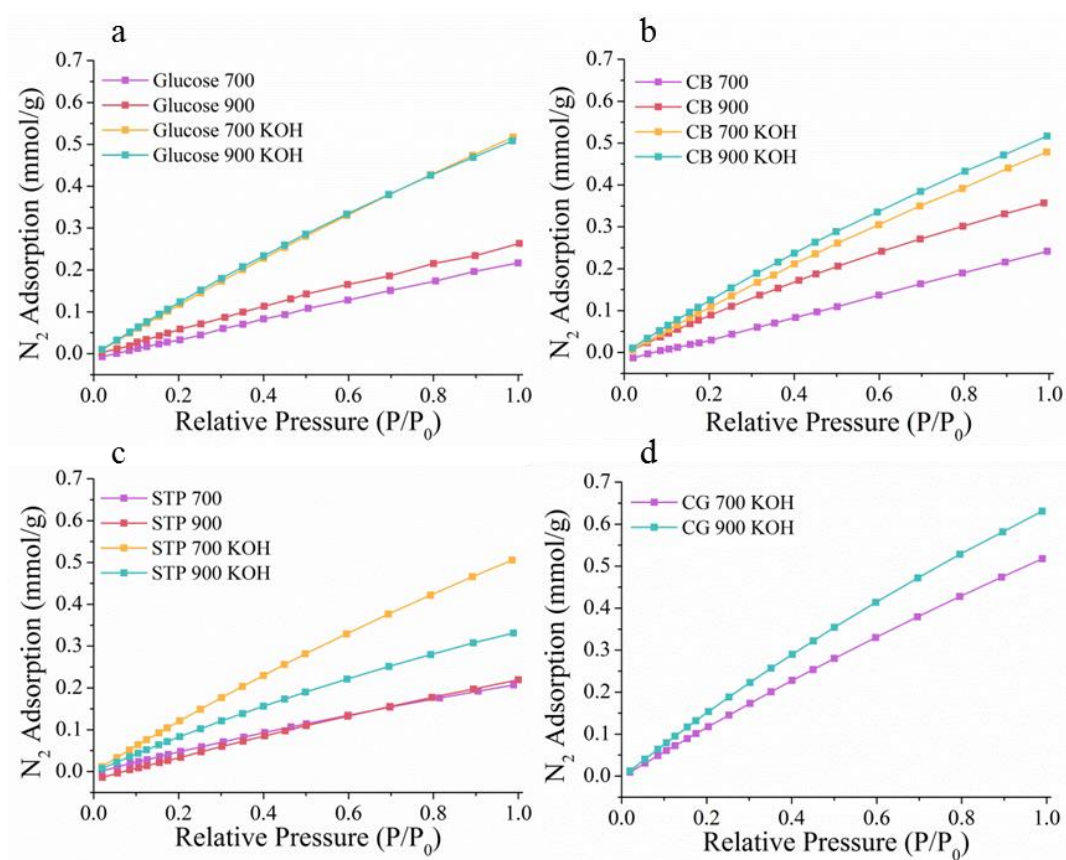 a
Glucose 700
Glucose 900
Glucose 700 KOH
Glucose 900 KOH
N₂ Adsorption (mmol/g)
0.7
0.6
0.5
0.4
0.3
0.2
0.1
0.0
0.0 0.2 0.4 0.6 0.8 1.0
Relative Pressure (P/P₀)
b
CB 700
CB 900
CB 700 KOH
CB 900 KOH
N₂ Adsorption (mmol/g)
0.7
0.6
0.5
0.4
0.3
0.2
0.1
0.0
0.0 0.2 0.4 0.6 0.8 1.0
Relative Pressure (P/P₀)
c
STP 700
STP 900
STP 700 KOH
STP 900 KOH
N₂ Adsorption (mmol/g)
0.7
0.6
0.5
0.4
0.3
0.2
0.1
0.0
0.0 0.2 0.4 0.6 0.8 1.0
Relative Pressure (P/P₀)
d
CG 700 KOH
CG 900 KOH
N₂ Adsorption (mmol/g)
0.7
0.6
0.5
0.4
0.3
0.2
0.1
0.0
0.0 0.2 0.4 0.6 0.8 1.0
Relative Pressure (P/P₀)